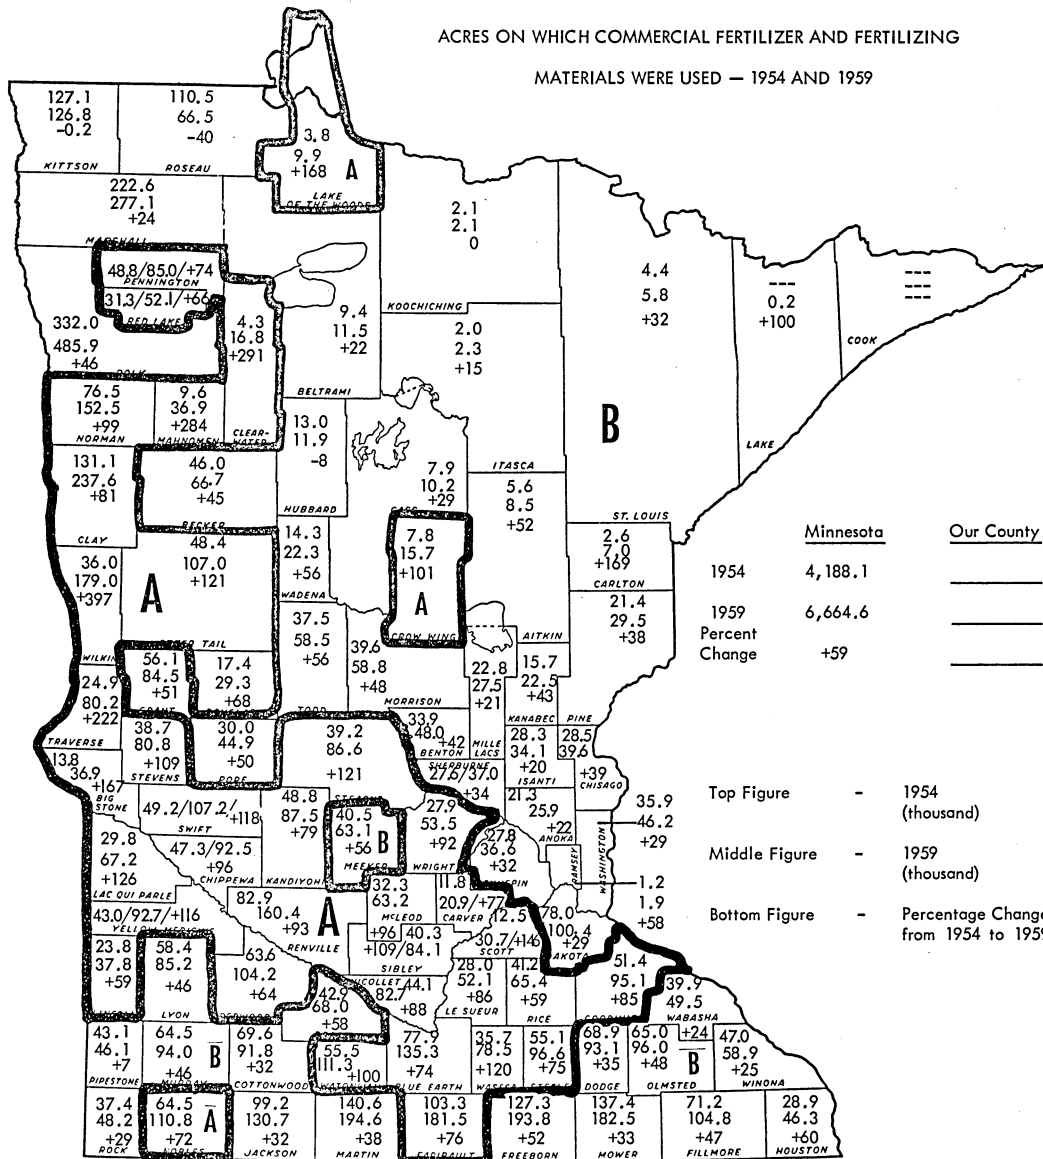 ACRES ON WHICH COMMERCIAL FERTILIZER AND FERTILIZING
MATERIALS WERE USED — 1954 AND 1959
127.1
126.8
-0.2
KITTSON
110.5
66.5
-40
ROSEAU
3.8
9.9
+168
A
LAKE
OF THE WOODS
222.6
277.1
+24
MARSHALL
2.1
2.1
0
KOOCHICHING
48.8/85.0/+74
PENNINGTON
31.3/52.1/+66
RED LAKE
332.0
485.9
+46
4.3
16.8
+291
CLEAR-
WATER
9.4
11.5
+22
BELTRAMI
2.0
2.3
+15
ITASCA
4.4
5.8
+32
B
ST. LOUIS
---
0.2
+100
LAKE
---
---
---
COOK
76.5
152.5
+99
NORMAN
9.6
36.9
+284
MAHNOMEN
13.0
11.9
-8
HUBBARD
7.9
10.2
+29
CASS
131.1
237.6
+81
CLAY
46.0
66.7
+45
BECKER
5.6
8.5
+52
AITKIN
14.3
22.3
+56
WADENA
7.8
15.7
+101
A
CROW WING
2.6
7.0
+169
CARLTON
36.0
179.0
+397
WILKIN
A
48.4
107.0
+121
OTTER TAIL
21.4
29.5
+38
PINE
37.5
58.5
+56
TODD
39.6
58.8
+48
MORRISON
22.8
27.5
+21
MILLE
LACS
15.7
22.5
+43
KANABEC
24.9
80.2
+222
TRAVERSE
56.1
84.5
+51
GRANT
17.4
29.3
+68
33.9
48.0
+42
BENTON
28.3
34.1
+20
ISANTI
28.5
39.6
+39
CHISAGO
13.8
36.9
+167
BIG
STONE
38.7
80.8
+109
STEVENS
30.0
44.9
+50
POPE
39.2
86.6
+121
STEARNS
SHERBURNE
27.6/37.0
+34
21.3
25.9
+22
ANOKA
49.2/107.2/+118
SWIFT
48.8
87.5
+79
KANDIYOHI
40.5
63.1
+56
B
MEEKER
27.9
53.5
+92
WRIGHT
27.8
36.6
+32
RAMSEY
WASHINGTON
35.9
46.2
+29
1.2
1.9
+58
29.8
67.2
+126
LAC QUI PARLE
47.3/92.5
+96
CHIPPEWA
82.9
160.4
+93
RENVILLE
A
32.3
63.2
MCLEOD
+96
11.8
20.9/+77
CARVER
12.5
30.7/+146
SCOTT
78.0
100.4
+29
DAKOTA
43.0/92.7/+116
YELLOW MEDICINE
40.3
+109/84.1
SIBLEY
23.8
37.8
+59
58.4
85.2
+46
LYON
63.6
104.2
+64
42.9
68.0
+58
NICOLLET
44.1
82.7
+88
28.0
52.1
+86
LE SUEUR
41.2
65.4
+59
RICE
51.4
95.1
+85
39.9
49.5
WABASHA
+24
43.1
46.1
+7
PIPESTONE
64.5
94.0
+46
MURRAY
B
69.6
91.8
+32
COTTONWOOD
55.5
111.3
+100
WATONWAN
77.9
135.3
+74
BLUE EARTH
35.7
78.5
+120
WASECA
55.1
96.6
+75
STEELE
68.9
93.1
+35
DODGE
65.0
96.0
+48
B
OLMSTED
47.0
58.9
+25
WINONA
37.4
48.2
+29
ROCK
64.5
110.8
+72
A
NOBLES
99.2
130.7
+32
JACKSON
140.6
194.6
+38
MARTIN
103.3
181.5
+76
FARIBAULT
127.3
193.8
+52
FREEBORN
137.4
182.5
+33
MOWER
71.2
104.8
+47
FILLMORE
28.9
46.3
+60
HOUSTON
Minnesota Our County
1954 4,188.1
1959 6,664.6
Percent
Change +59
Top Figure - 1954
(thousand)
Middle Figure - 1959
(thousand)
Bottom Figure - Percentage Change
from 1954 to 1959